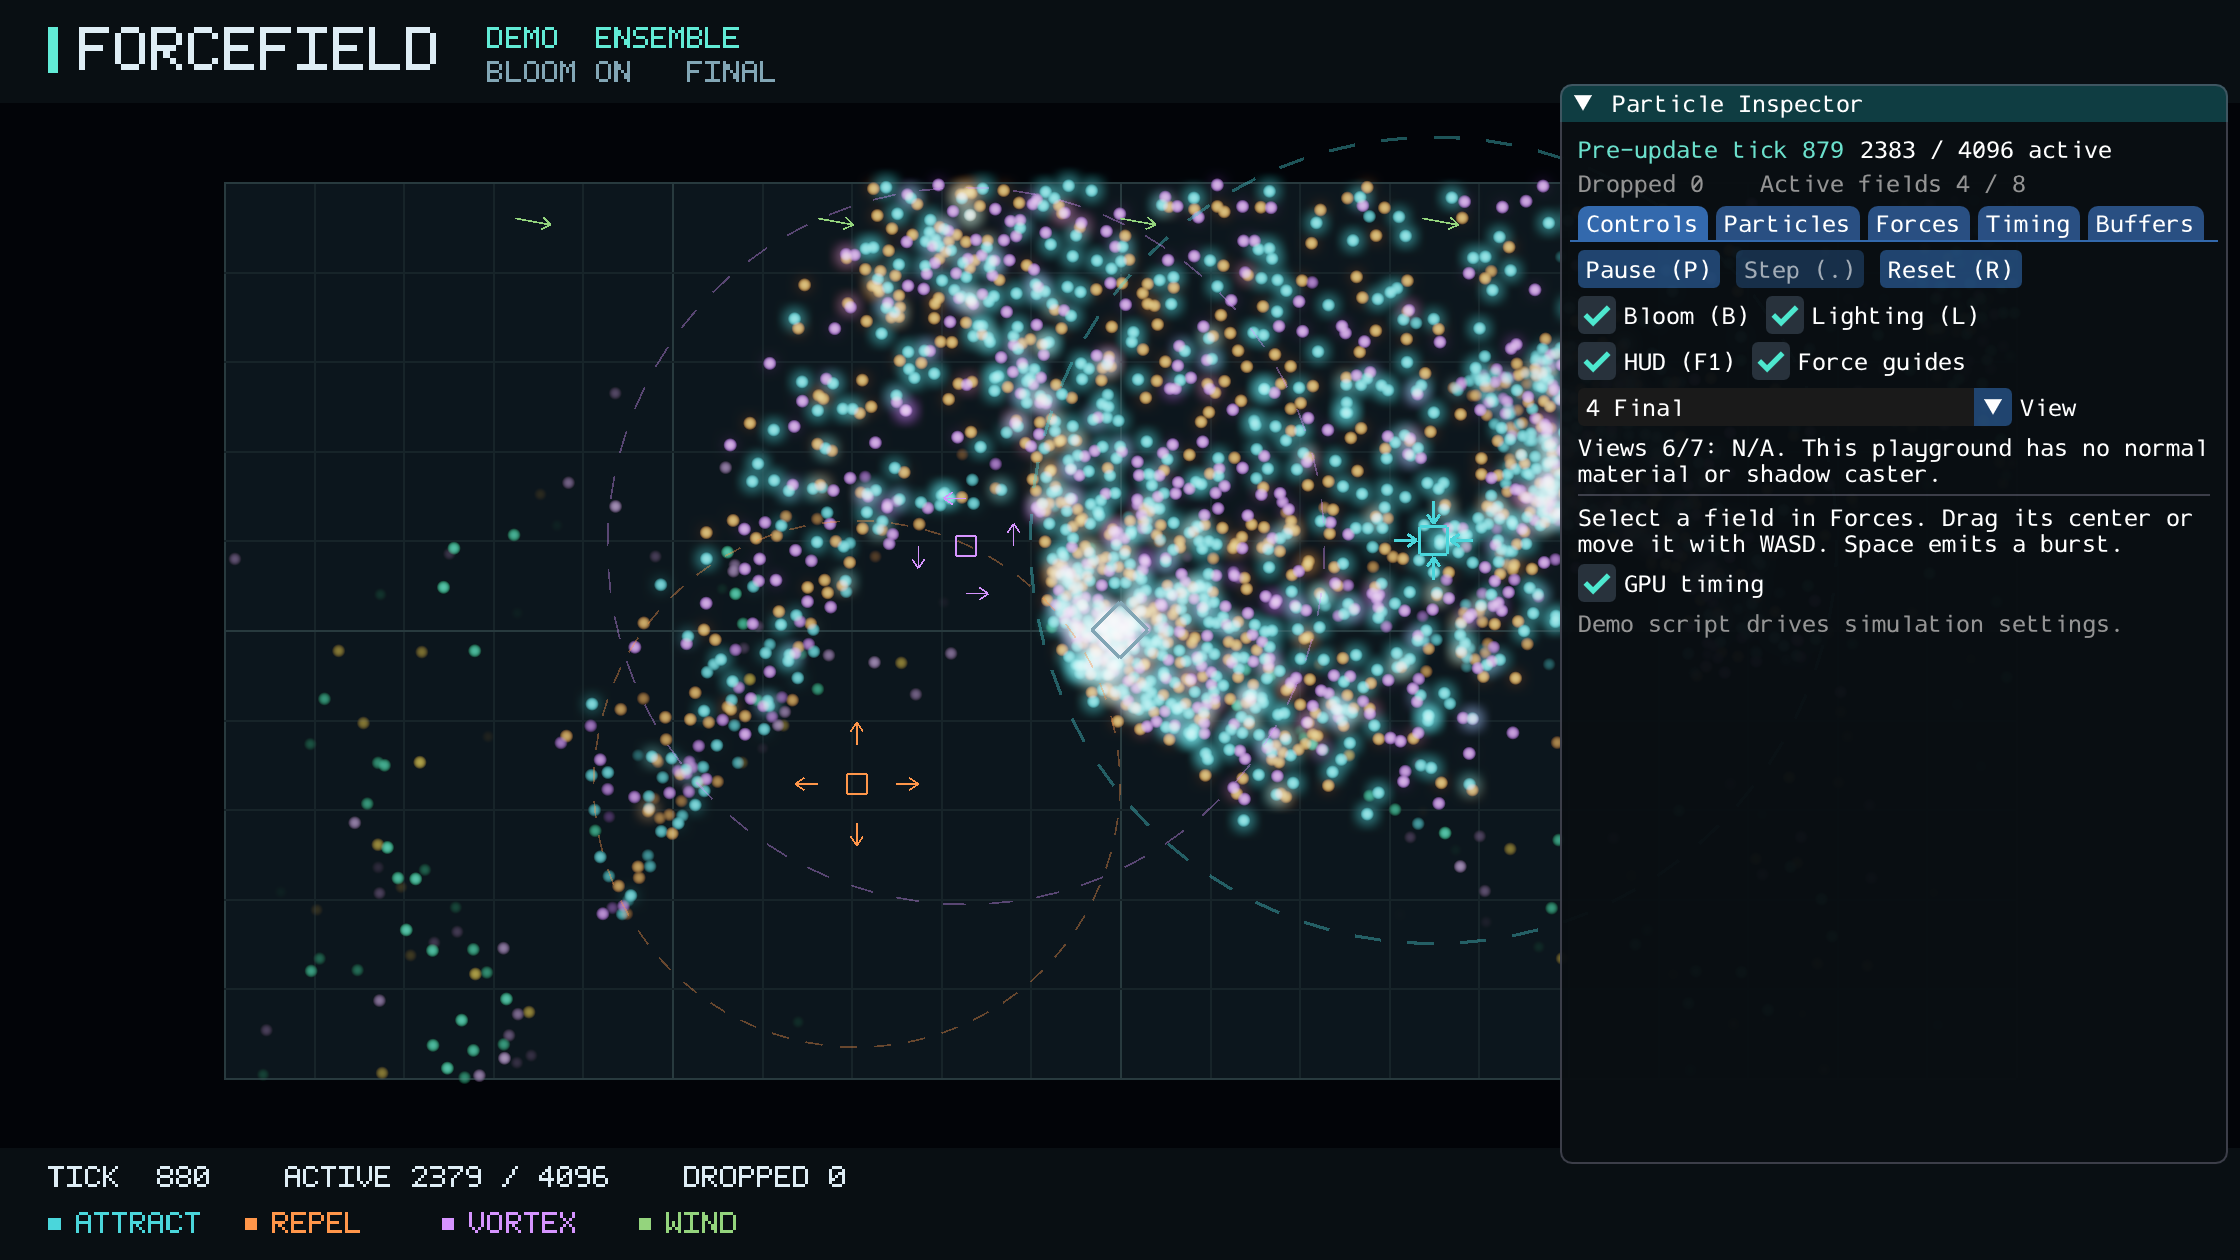 FORCEFIELD
DEMO ENSEMBLE
BLOOM ON FINAL
Particle Inspector
Pre-update tick 879 2383 / 4096 active
Dropped 0 Active fields 4 / 8
Controls Particles Forces Timing Buffers
Pause (P) Step (.) Reset (R)
Bloom (B) Lighting (L)
HUD (F1) Force guides
4 Final View
Views 6/7: N/A. This playground has no normal
material or shadow caster.
Select a field in Forces. Drag its center or
move it with WASD. Space emits a burst.
GPU timing
Demo script drives simulation settings.
TICK 880 ACTIVE 2379 / 4096 DROPPED 0
ATTRACT REPEL VORTEX WIND